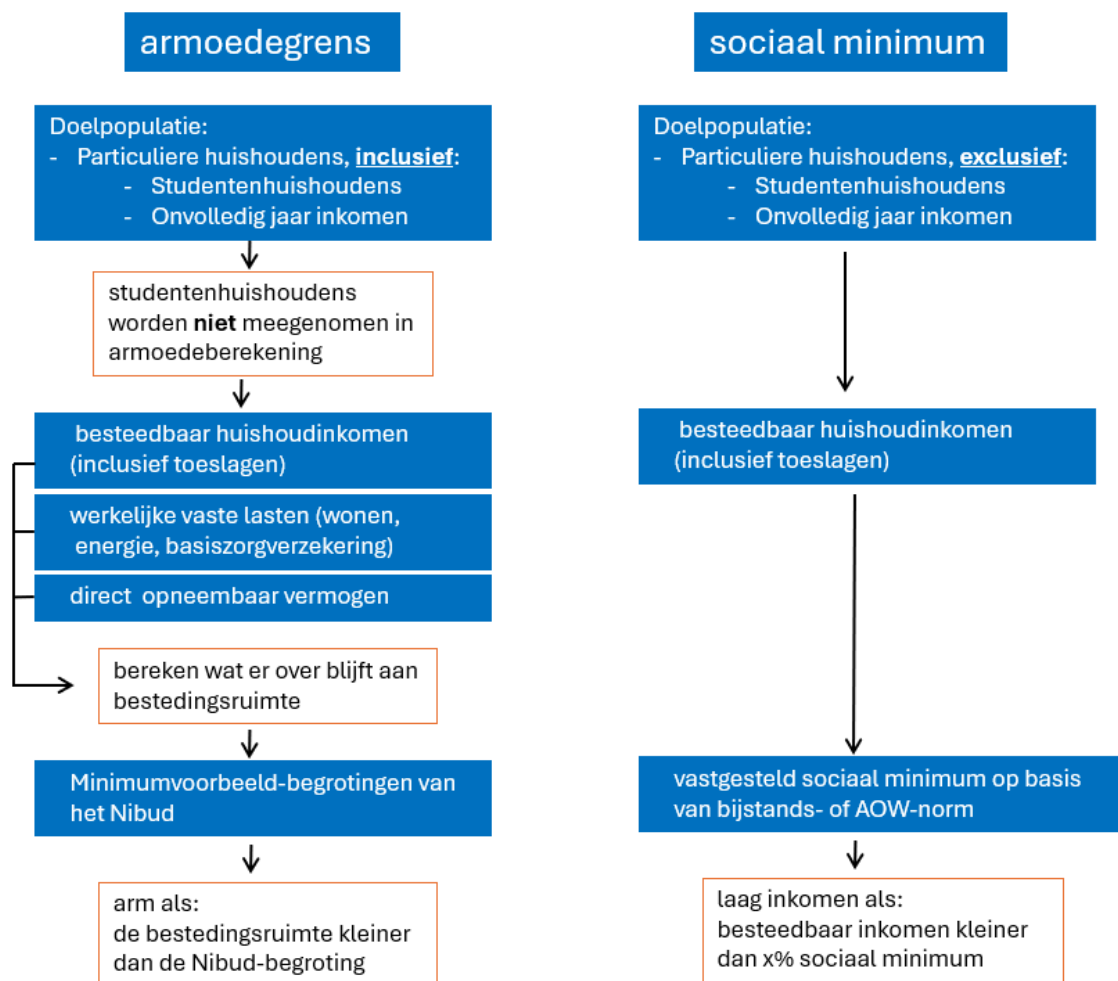 armoedegrens
Doelpopulatie:
- Particuliere huishoudens, inclusief:
- Studentenhuishoudens
- Onvolledig jaar inkomen
studentenhuishoudens
worden niet meegenomen in
armoedeberekening
besteedbaar huishoudinkomen
(inclusief toeslagen)
werkelijke vaste lasten (wonen,
energie, basiszorgverzekering)
direct opneembaar vermogen
bereken wat er over blijft aan
bestedingsruimte
Minimumvoorbeeld-begrotingen van
het Nibud
arm als:
de bestedingsruimte kleiner
dan de Nibud-begroting
sociaal minimum
Doelpopulatie:
- Particuliere huishoudens, exclusief:
- Studentenhuishoudens
- Onvolledig jaar inkomen
besteedbaar huishoudinkomen
(inclusief toeslagen)
vastgesteld sociaal minimum op basis
van bijstands- of AOW-norm
laag inkomen als:
besteedbaar inkomen kleiner
dan x% sociaal minimum